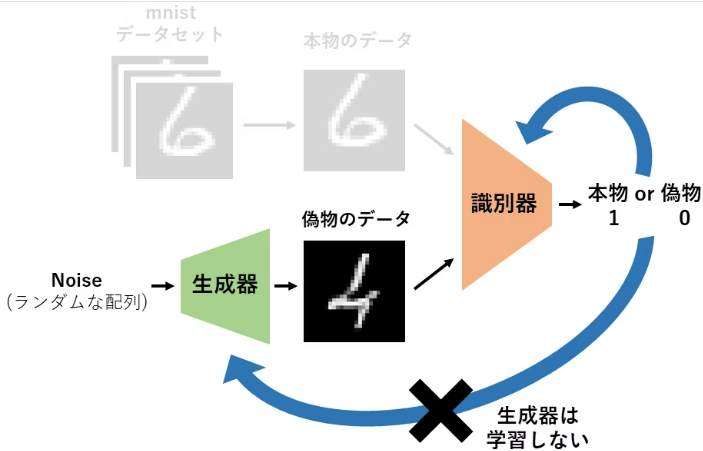 mnist
データセット
本物のデータ
識別器
本物 or 偽物
1 0
偽物のデータ
Noise
(ランダムな配列)
生成器
生成器は
学習しない